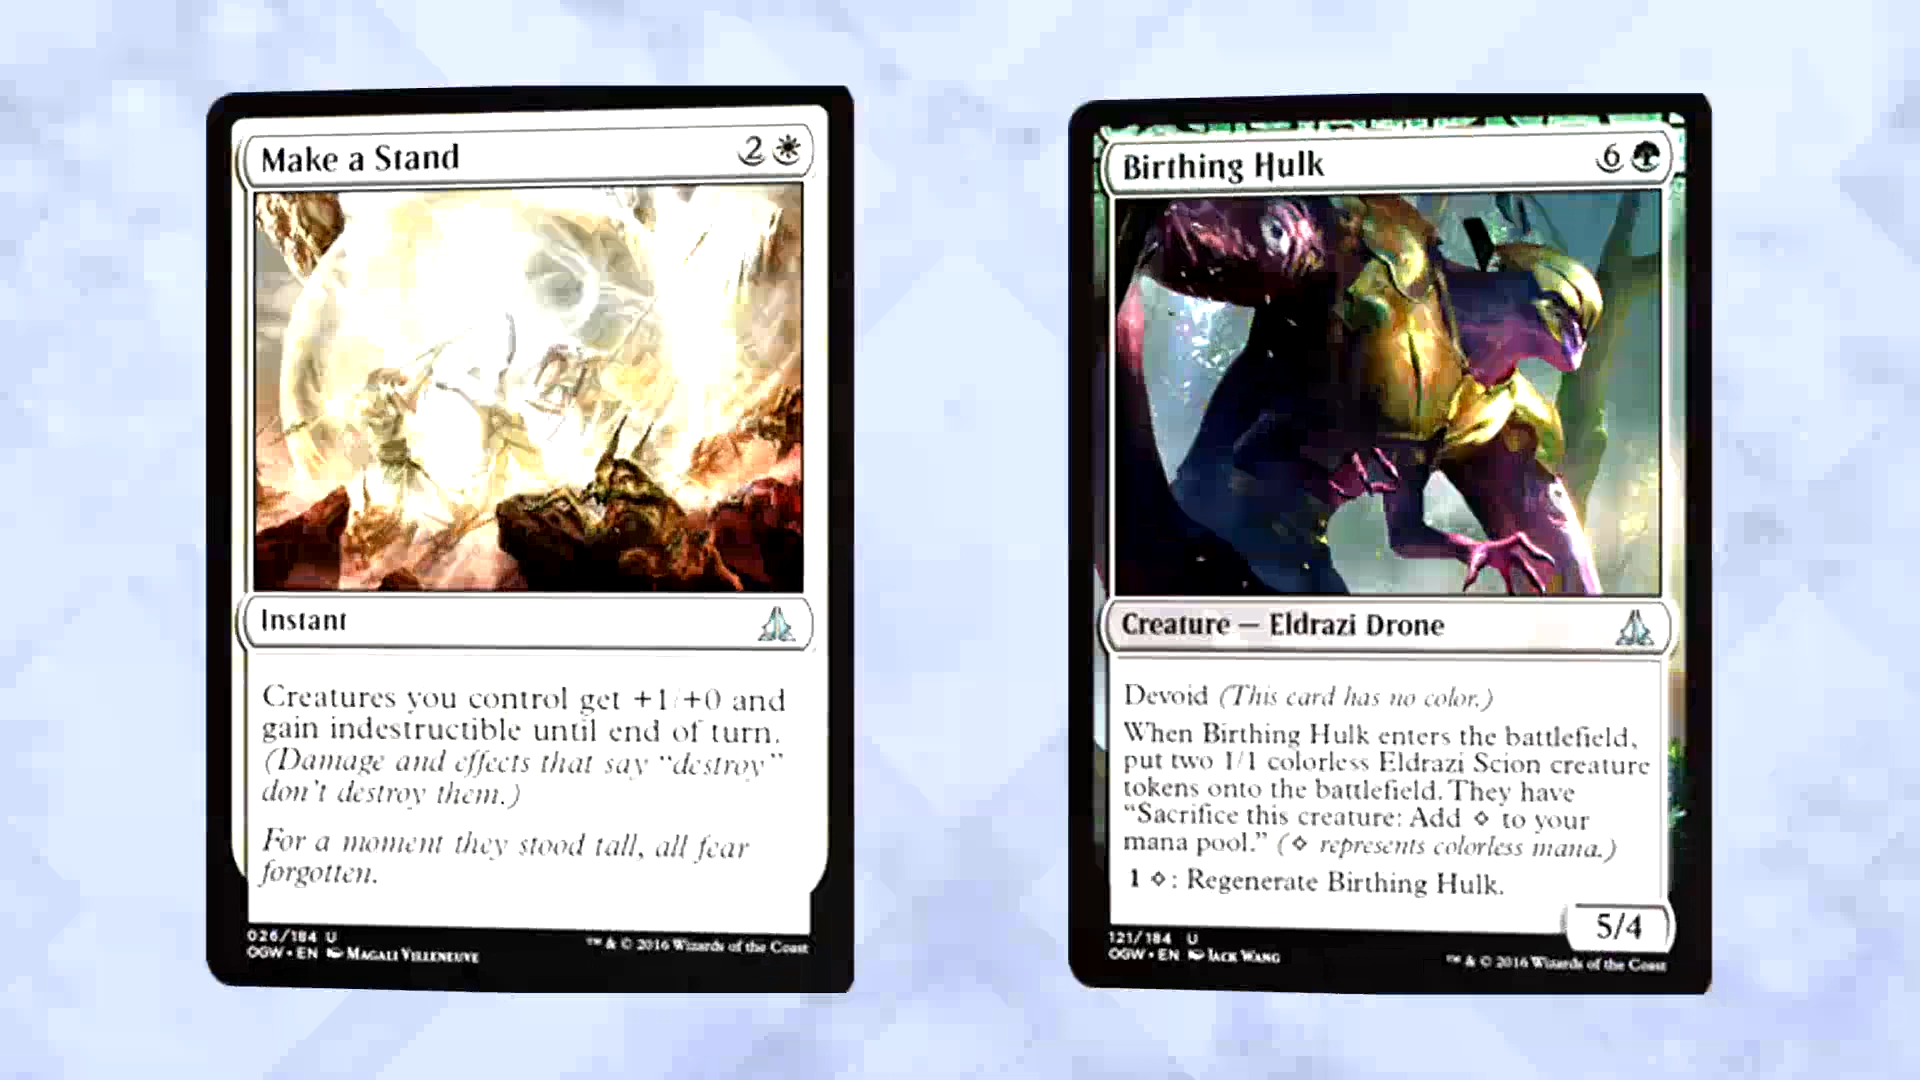 Make a Stand
2
Instant
Creatures you control get +1/+0 and
gain indestructible until end of turn.
(Damage and effects that say “destroy”
don’t destroy them.)
For a moment they stood tall, all fear
forgotten.
026/184 U
OGW • EN MAGALI VILLENEUVE
™ & © 2016 Wizards of the Coast
Birthing Hulk
6
Creature — Eldrazi Drone
Devoid (This card has no color.)
When Birthing Hulk enters the battlefield,
put two 1/1 colorless Eldrazi Scion creature
tokens onto the battlefield. They have
“Sacrifice this creature: Add ◇ to your
mana pool.” (◇ represents colorless mana.)
1 ◇: Regenerate Birthing Hulk.
5/4
121/184 U
OGW • EN JACK WANG
™ & © 2016 Wizards of the Coast